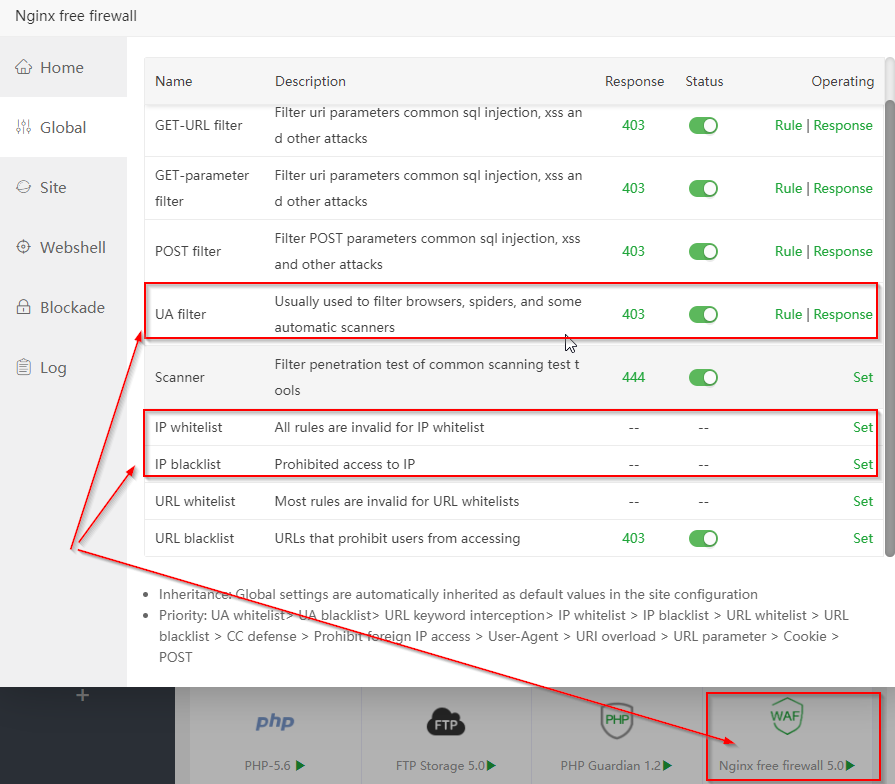 Nginx free firewall
Home
Global
Site
Webshell
Blockade
Log
Name Description Response Status Operating
GET-URL filter
Filter uri parameters common sql injection, xss an
d other attacks
403 Rule | Response
GET-parameter
filter
Filter uri parameters common sql injection, xss an
d other attacks
403 Rule | Response
POST filter
Filter POST parameters common sql injection, xss
and other attacks
403 Rule | Response
UA filter
Usually used to filter browsers, spiders, and some
automatic scanners
403 Rule | Response
Scanner
Filter penetration test of common scanning test t
ools
444 Set
IP whitelist All rules are invalid for IP whitelist -- -- Set
IP blacklist Prohibited access to IP -- -- Set
URL whitelist Most rules are invalid for URL whitelists -- -- Set
URL blacklist URLs that prohibit users from accessing 403 Set
Inheritance: Global settings are automatically inherited as default values in the site configuration
Priority: UA whitelist> UA blacklist> URL keyword interception> IP whitelist > IP blacklist > URL whitelist > URL
blacklist > CC defense > Prohibit foreign IP access > User-Agent > URI overload > URL parameter > Cookie >
POST
php
FTP
PHP
WAF
PHP-5.6
FTP Storage 5.0
PHP Guardian 1.2
Nginx free firewall 5.0